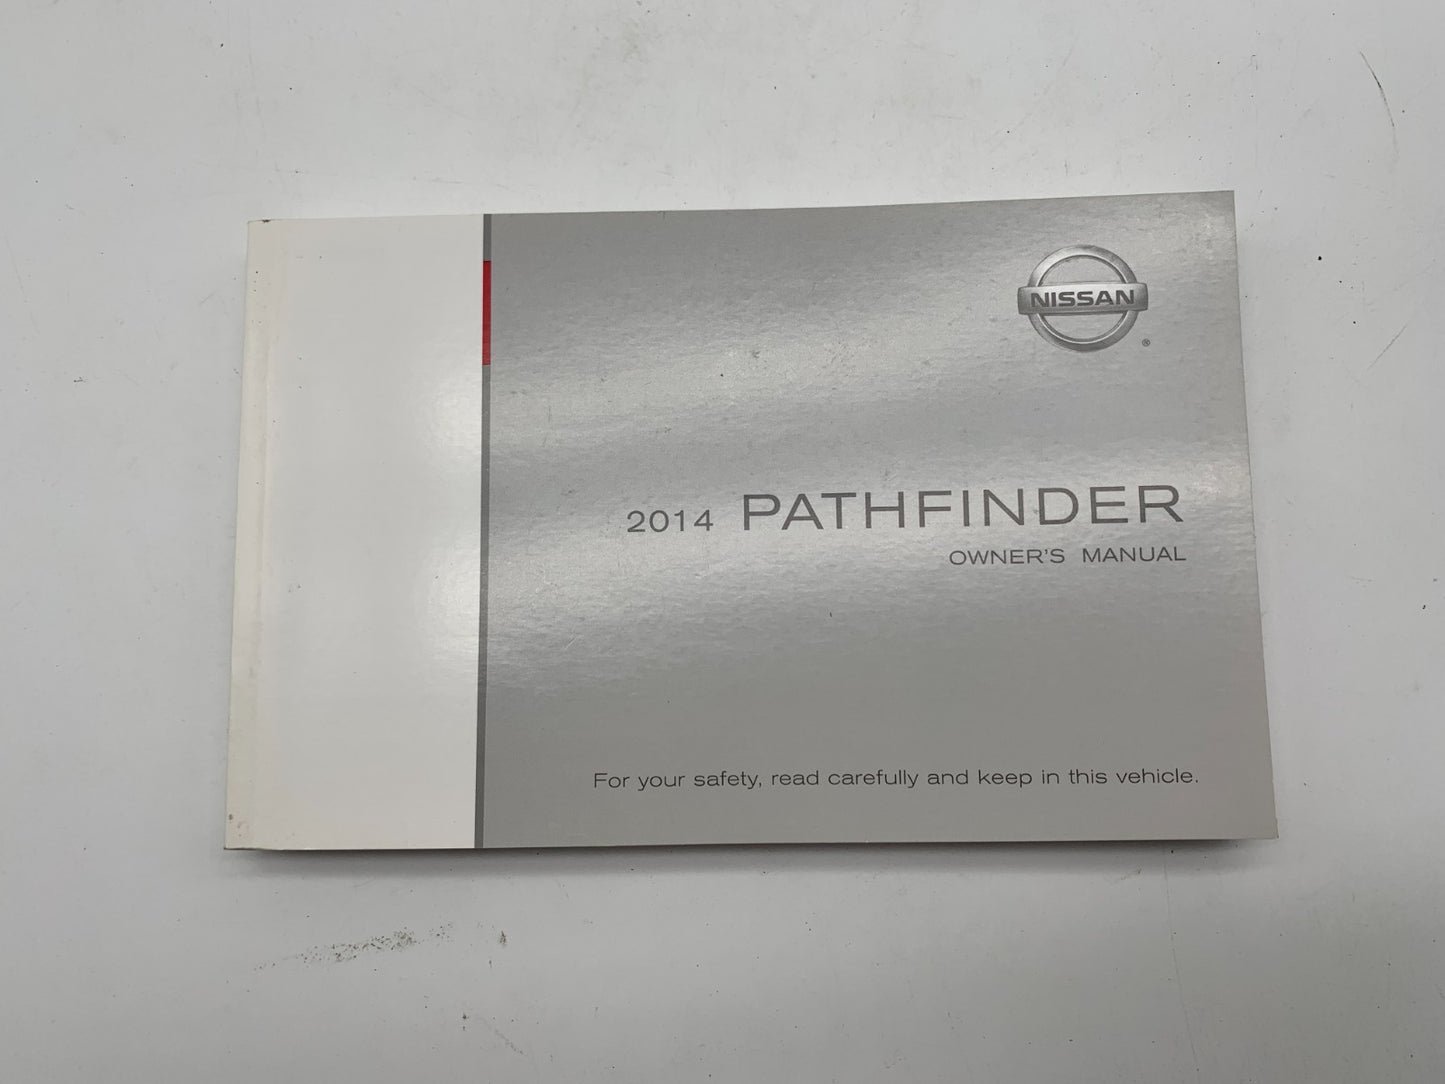 NISSAN
®
2014 PATHFINDER
OWNER'S MANUAL
For your safety, read carefully and keep in this vehicle.